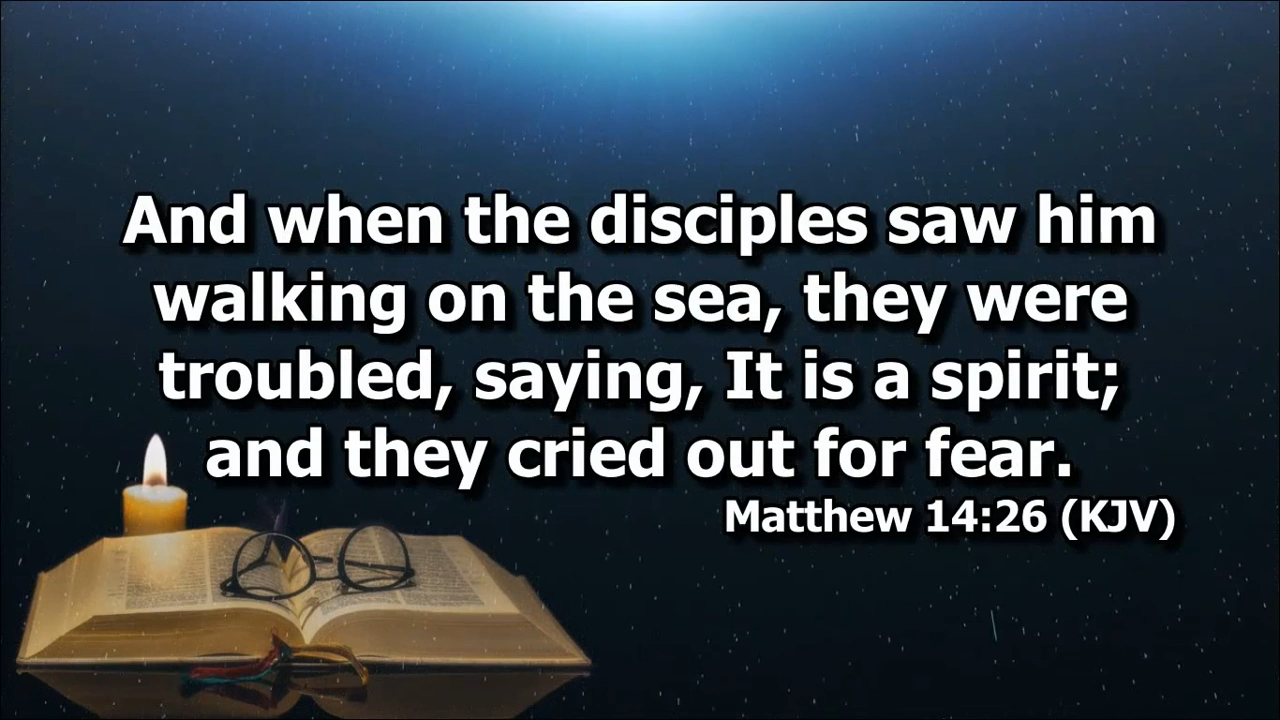 And when the disciples saw him
walking on the sea, they were
troubled, saying, It is a spirit;
and they cried out for fear.
Matthew 14:26 (KJV)